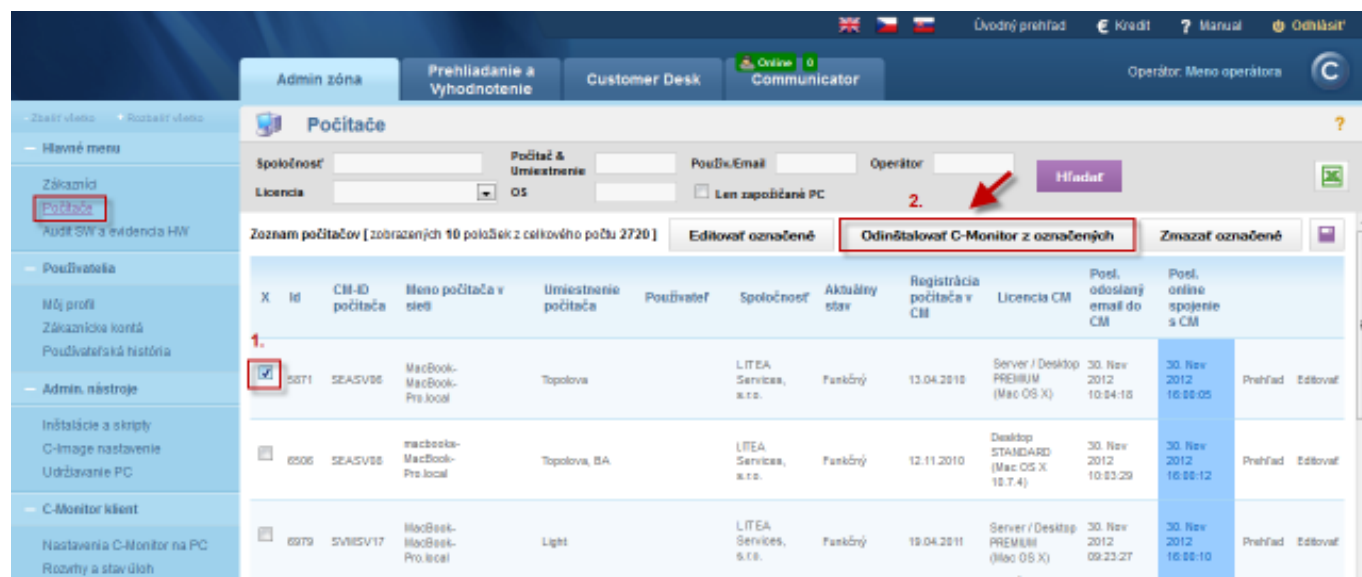 Úvodný prehľad € Kredit ? Manual Odhlásiť
Admin zóna
Prehliadanie a
Vyhodnotenie
Customer Desk
Online 0
Communicator
Operátor: Meno operátora
C
- Zbaliť všetko + Rozbaliť všetko
Počítače
?
Hlavné menu
Zákazníci
Počítače
Audit SW a evidencia HW
Používatelia
Môj profil
Zákaznícke kontá
Používateľská história
Admin. nástroje
Inštalácie a skripty
C-Image nastavenie
Udržiavanie PC
C-Monitor klient
Nastavenia C-Monitor na PC
Rozvrhy a stav úloh
Spoločnosť
Počítač &
Umiestnenie
Použív./Email
Operátor
Hľadať
Licencia
OS
Len zapožičané PC
2.
Zoznam počítačov [ zobrazených 10 položiek z celkového počtu 2720 ]
Editovať označené
Odinštalovať C-Monitor z označených
Zmazať označené
X Id
CM-ID
počítača
Meno počítača v
sieti
Umiestnenie
počítača
Používateľ
Spoločnosť
Aktuálny
stav
Registrácia
počítača v
CM
Licencia CM
Posl.
odoslaný
email do
CM
Posl.
online
spojenie
s CM
1.
5871
SEASV06
MacBook-
MacBook-
Pro.local
Topolova
LITEA
Services,
s.r.o.
Funkčný
13.04.2010
Server / Desktop
PREMIUM
(Mac OS X)
30. Nov
2012
10:04:18
30. Nov
2012
16:00:05
Prehľad Editovať
6506
SEASV08
macbooks-
MacBook-
Pro.local
Topolova, BA
LITEA
Services,
s.r.o.
Funkčný
12.11.2010
Desktop
STANDARD
(Mac OS X
10.7.4)
30. Nov
2012
10:03:29
30. Nov
2012
16:00:12
Prehľad Editovať
6979
SVMSV17
MacBook-
MacBook-
Pro.local
Light
LITEA
Services,
s.r.o.
Funkčný
19.04.2011
Server / Desktop
PREMIUM
(Mac OS X)
30. Nov
2012
09:23:27
30. Nov
2012
16:00:10
Prehľad Editovať